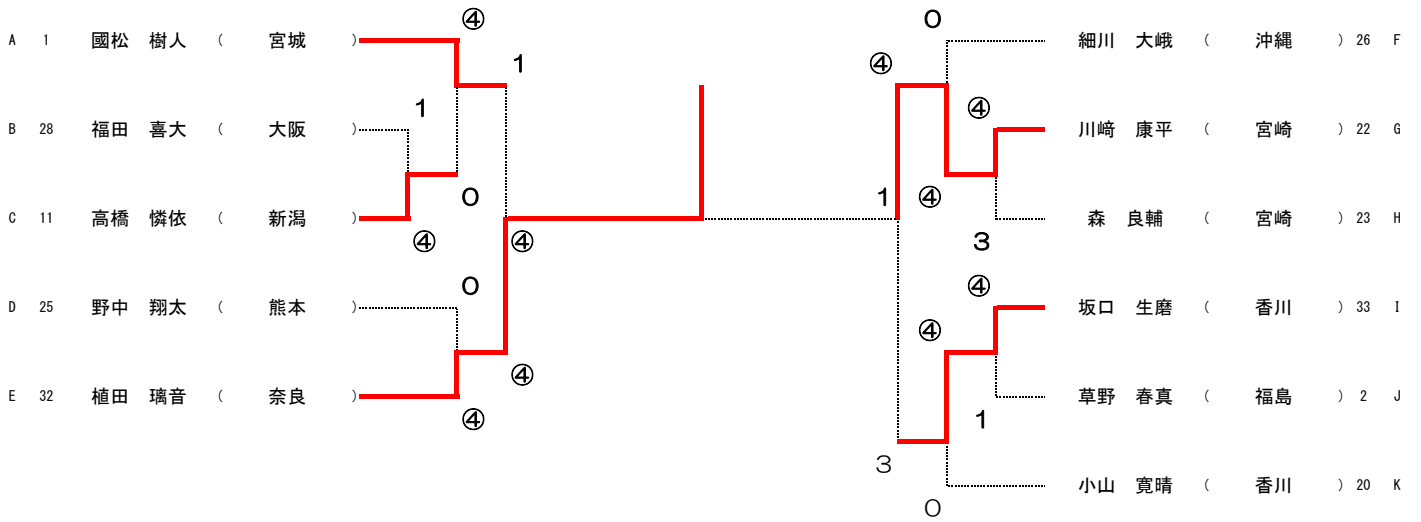 ④ 0
A 1 國松 樹人 ( 宮城 ) 細川 大峨 ( 沖縄 ) 26 F
1 ④
1 ④
B 28 福田 喜大 ( 大阪 ) 川﨑 康平 ( 宮崎 ) 22 G
0 1 ④
C 11 高橋 憐依 ( 新潟 ) 森 良輔 ( 宮崎 ) 23 H
④ ④ 3
0 ④
D 25 野中 翔太 ( 熊本 ) 坂口 生磨 ( 香川 ) 33 I
④
④
E 32 植田 璃音 ( 奈良 ) 草野 春真 ( 福島 ) 2 J
④ 1
3
小山 寛晴 ( 香川 ) 20 K
0